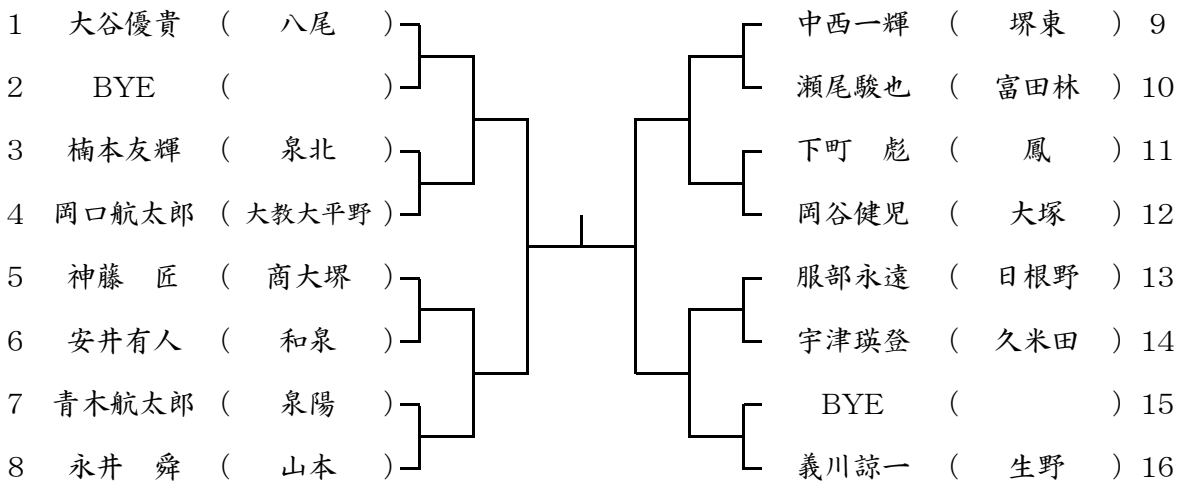 1 大谷優貴 ( 八尾 )
2 BYE ( )
3 楠本友輝 ( 泉北 )
4 岡口航太郎 ( 大教大平野 )
5 神藤 匠 ( 商大堺 )
6 安井有人 ( 和泉 )
7 青木航太郎 ( 泉陽 )
8 永井 舜 ( 山本 )
中西一輝 ( 堺東 ) 9
瀬尾駿也 ( 富田林 ) 10
下町 彪 ( 鳳 ) 11
岡谷健児 ( 大塚 ) 12
服部永遠 ( 日根野 ) 13
宇津瑛登 ( 久米田 ) 14
BYE ( ) 15
義川諒一 ( 生野 ) 16